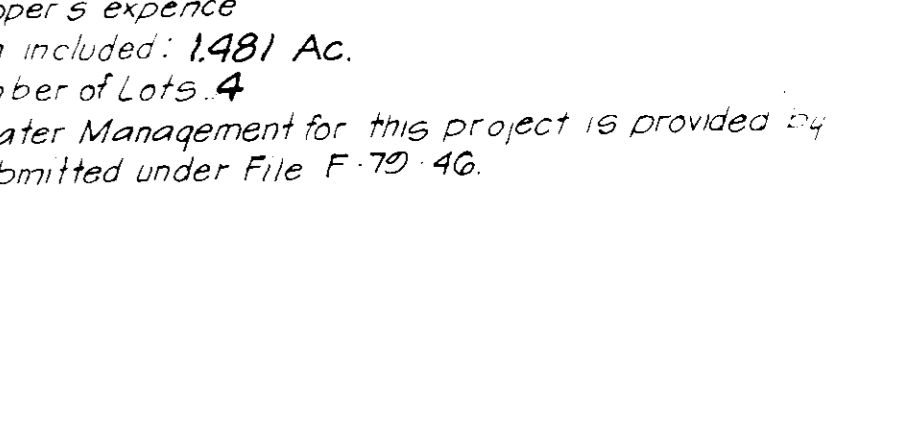 oper s expence
n included: 1.481 Ac.
ber of Lots 4
ater Management for this project is provided by
bmitted under File F-79-46.